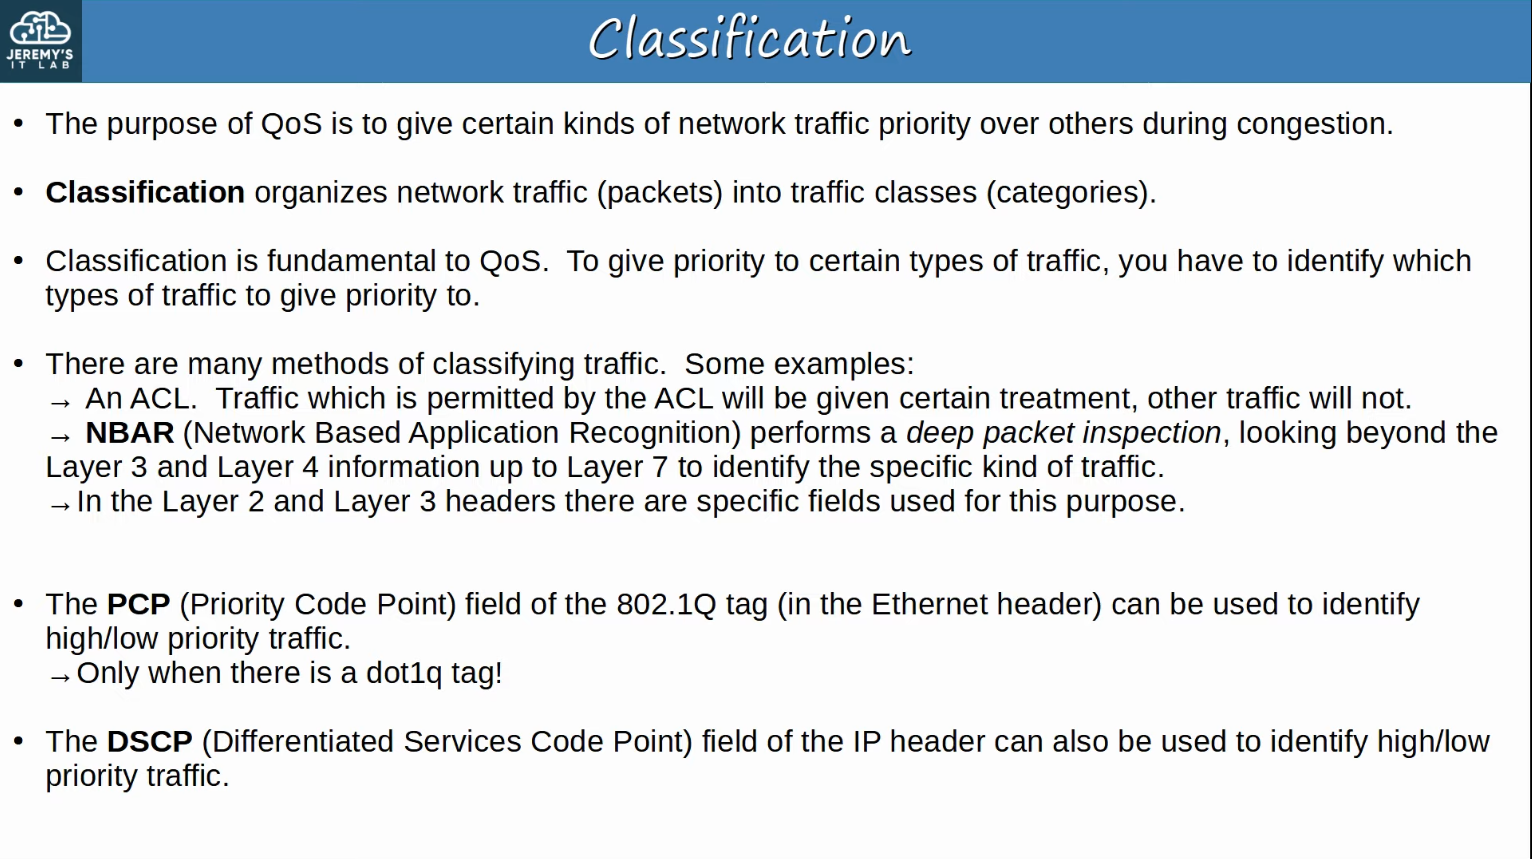 JEREMY'S
IT LAB
Classification
• The purpose of QoS is to give certain kinds of network traffic priority over others during congestion.
• Classification organizes network traffic (packets) into traffic classes (categories).
• Classification is fundamental to QoS.  To give priority to certain types of traffic, you have to identify which
types of traffic to give priority to.
• There are many methods of classifying traffic.  Some examples:
→ An ACL.  Traffic which is permitted by the ACL will be given certain treatment, other traffic will not.
→ NBAR (Network Based Application Recognition) performs a deep packet inspection, looking beyond the
Layer 3 and Layer 4 information up to Layer 7 to identify the specific kind of traffic.
→In the Layer 2 and Layer 3 headers there are specific fields used for this purpose.
• The PCP (Priority Code Point) field of the 802.1Q tag (in the Ethernet header) can be used to identify
high/low priority traffic.
→Only when there is a dot1q tag!
• The DSCP (Differentiated Services Code Point) field of the IP header can also be used to identify high/low
priority traffic.